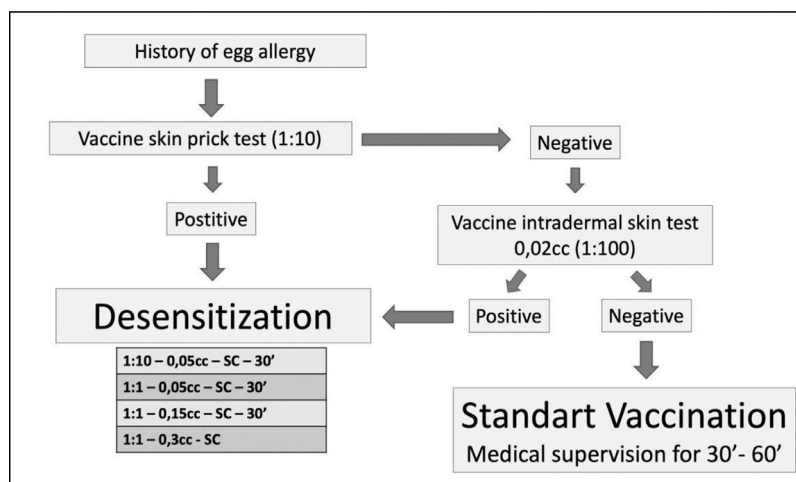 History of egg allergy
Vaccine skin prick test (1:10)
Negative
Postitive
Vaccine intradermal skin test
0,02cc (1:100)
Desensitization
Positive
Negative
1:10 – 0,05cc – SC – 30’
1:1 – 0,05cc – SC – 30’
1:1 – 0,15cc – SC – 30’
1:1 – 0,3cc - SC
Standart Vaccination
Medical supervision for 30’- 60’